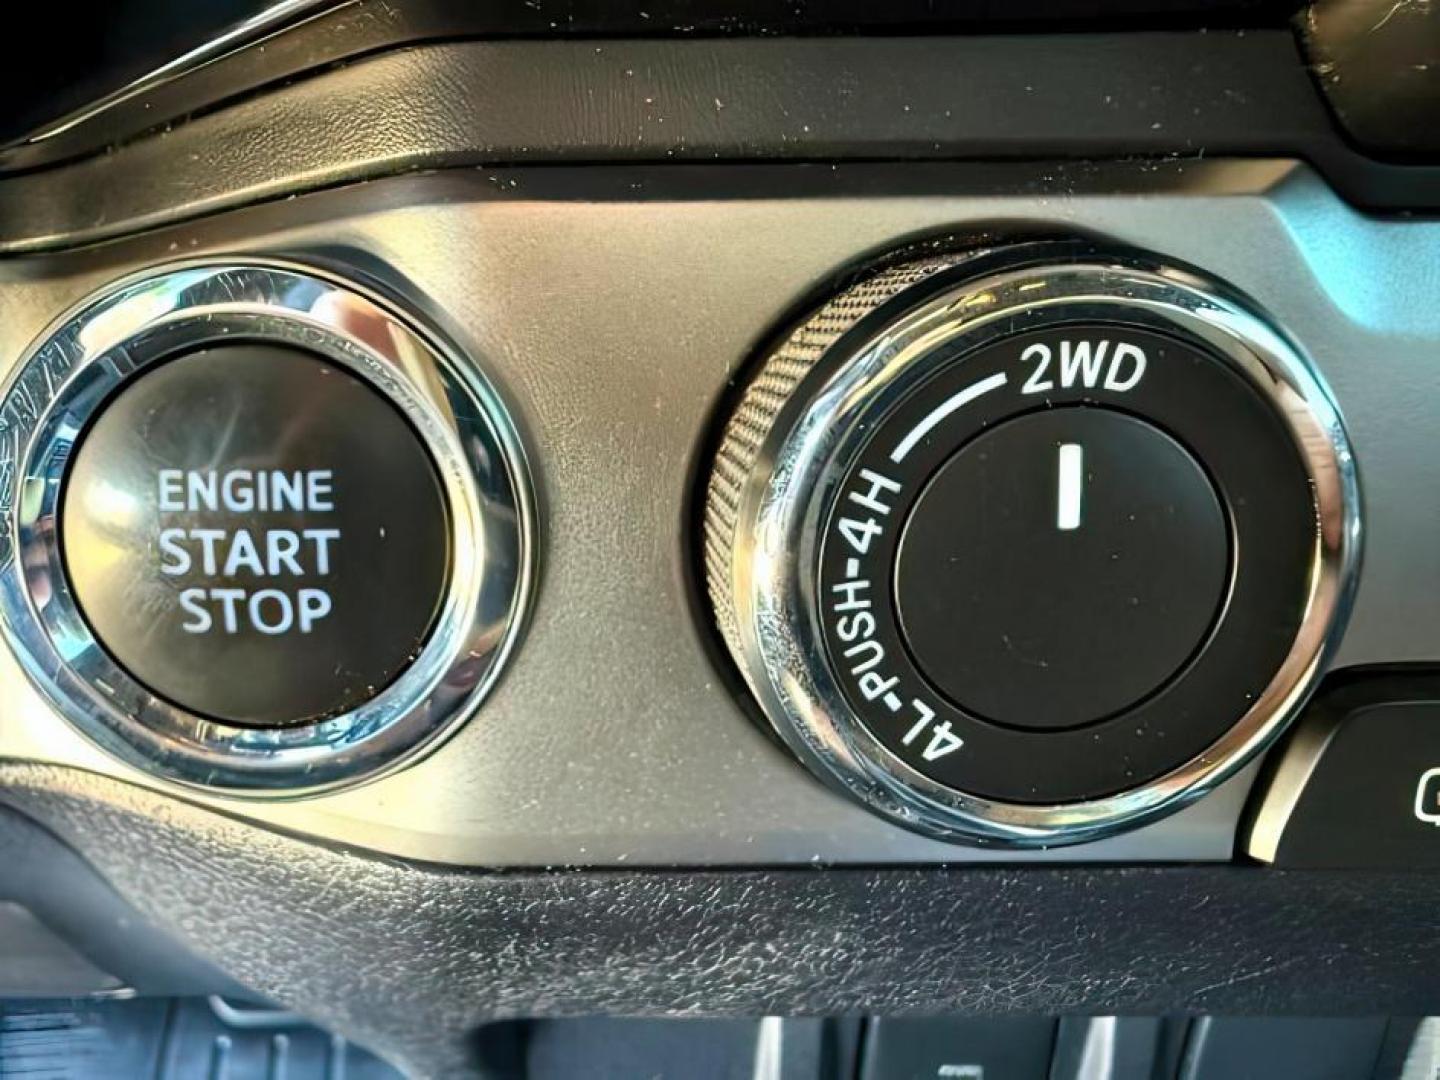 ENGINE
START
STOP
2WD
4L-PUSH-4H